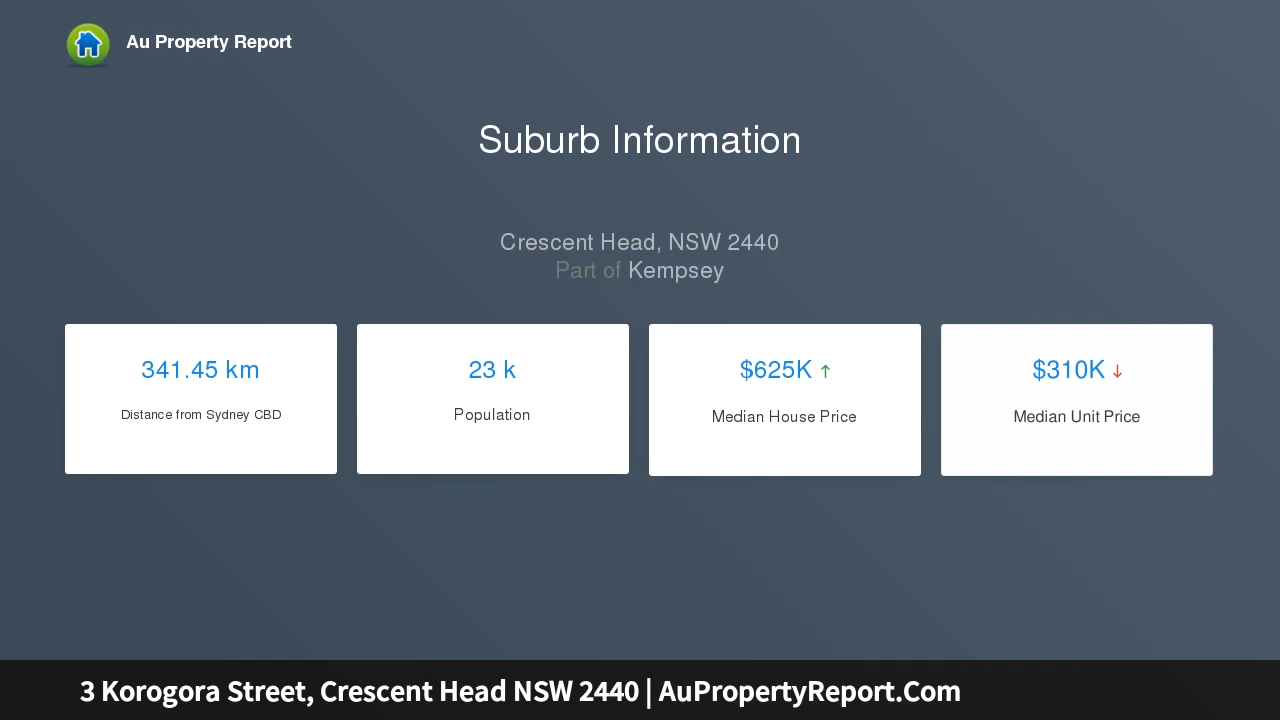 Au Property Report
Suburb Information
Crescent Head, NSW 2440
Part of Kempsey
341.45 km
Distance from Sydney CBD
23 k
Population
$625K ↑
Median House Price
$310K ↓
Median Unit Price
3 Korogora Street, Crescent Head NSW 2440 | AuPropertyReport.Com